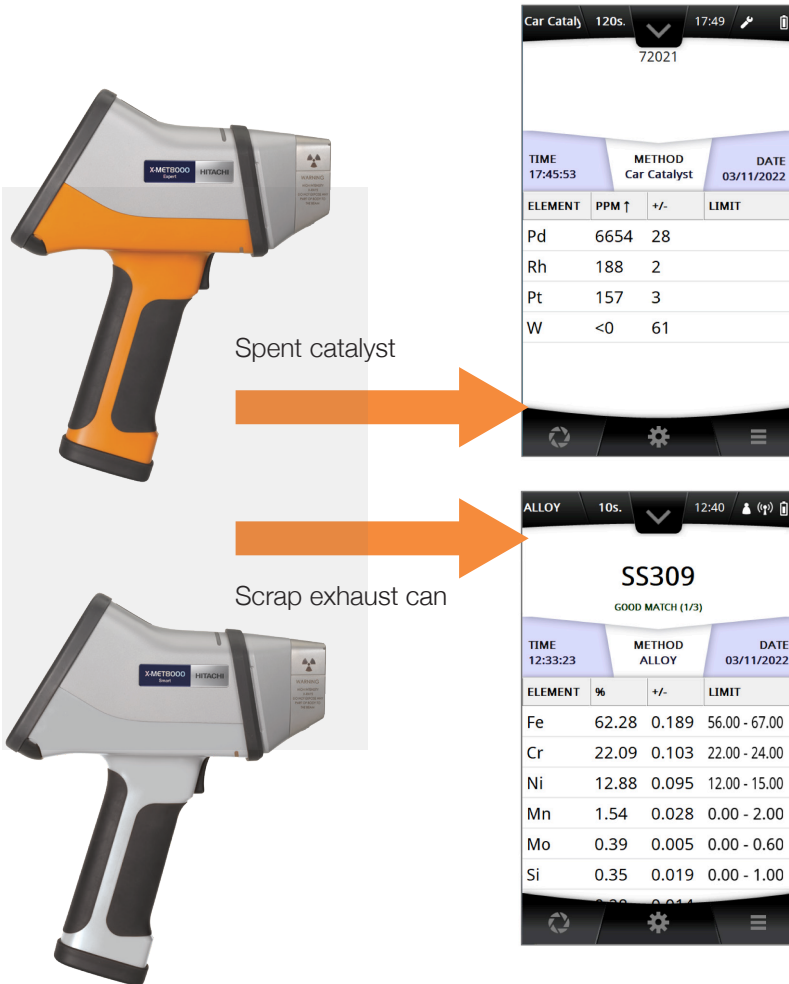 Car Cataly 120s. 17:49
72021
TIME METHOD DATE
17:45:53 Car Catalyst 03/11/2022
ELEMENT PPM ↑ +/- LIMIT
Pd 6654 28
Rh 188 2
Pt 157 3
W <0 61
X-MET8000 HITACHI
Expert
WARNING
Spent catalyst
Scrap exhaust can
ALLOY 10s. 12:40
SS309
GOOD MATCH (1/3)
TIME METHOD DATE
12:33:23 ALLOY 03/11/2022
ELEMENT % +/- LIMIT
Fe 62.28 0.189 56.00 - 67.00
Cr 22.09 0.103 22.00 - 24.00
Ni 12.88 0.095 12.00 - 15.00
Mn 1.54 0.028 0.00 - 2.00
Mo 0.39 0.005 0.00 - 0.60
Si 0.35 0.019 0.00 - 1.00
X-MET8000 HITACHI
Smart
WARNING